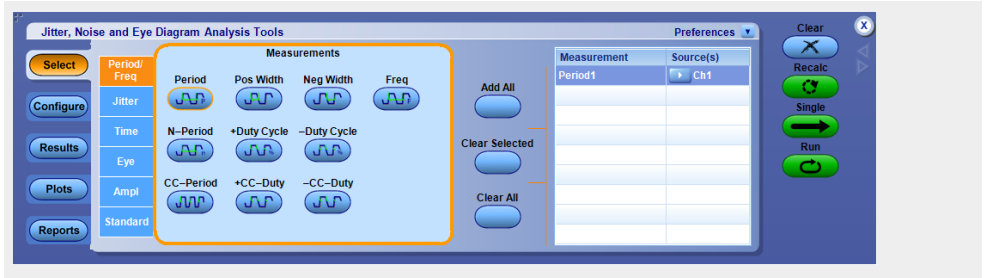 Jitter, Noise and Eye Diagram Analysis Tools
Preferences
Clear
X
Select
Configure
Results
Plots
Reports
Period/
Freq
Jitter
Time
Eye
Ampl
Standard
Measurements
Period Pos Width Neg Width Freq
N–Period +Duty Cycle –Duty Cycle
CC–Period +CC–Duty –CC–Duty
Add All
Clear Selected
Clear All
Measurement Source(s)
Period1 Ch1
Recalc
Single
Run